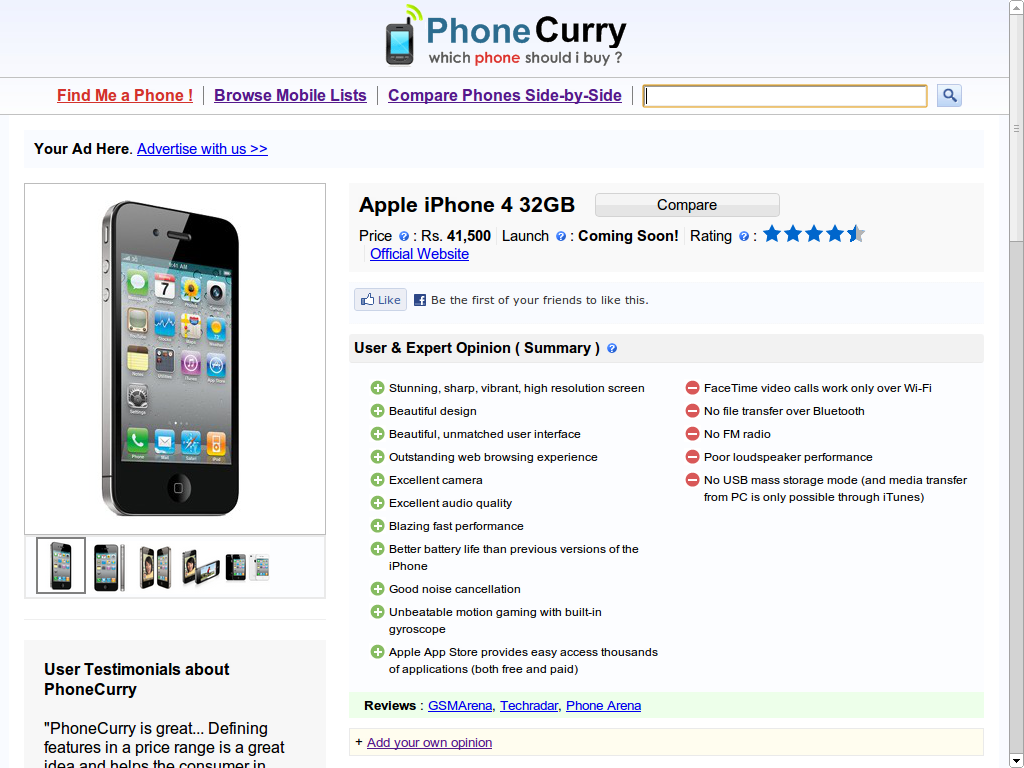 PhoneCurry
which phone should i buy ?
Find Me a Phone !
Browse Mobile Lists
Compare Phones Side-by-Side
Your Ad Here. Advertise with us >>
Apple iPhone 4 32GB
Compare
Price : Rs. 41,500 Launch : Coming Soon! Rating :
Official Website
Like
Be the first of your friends to like this.
User & Expert Opinion ( Summary )
Stunning, sharp, vibrant, high resolution screen
Beautiful design
Beautiful, unmatched user interface
Outstanding web browsing experience
Excellent camera
Excellent audio quality
Blazing fast performance
Better battery life than previous versions of the
iPhone
Good noise cancellation
Unbeatable motion gaming with built-in
gyroscope
Apple App Store provides easy access thousands
of applications (both free and paid)
FaceTime video calls work only over Wi-Fi
No file transfer over Bluetooth
No FM radio
Poor loudspeaker performance
No USB mass storage mode (and media transfer
from PC is only possible through iTunes)
Reviews : GSMArena, Techradar, Phone Arena
+ Add your own opinion
User Testimonials about
PhoneCurry
"PhoneCurry is great... Defining
features in a price range is a great
idea and helps the consumer in